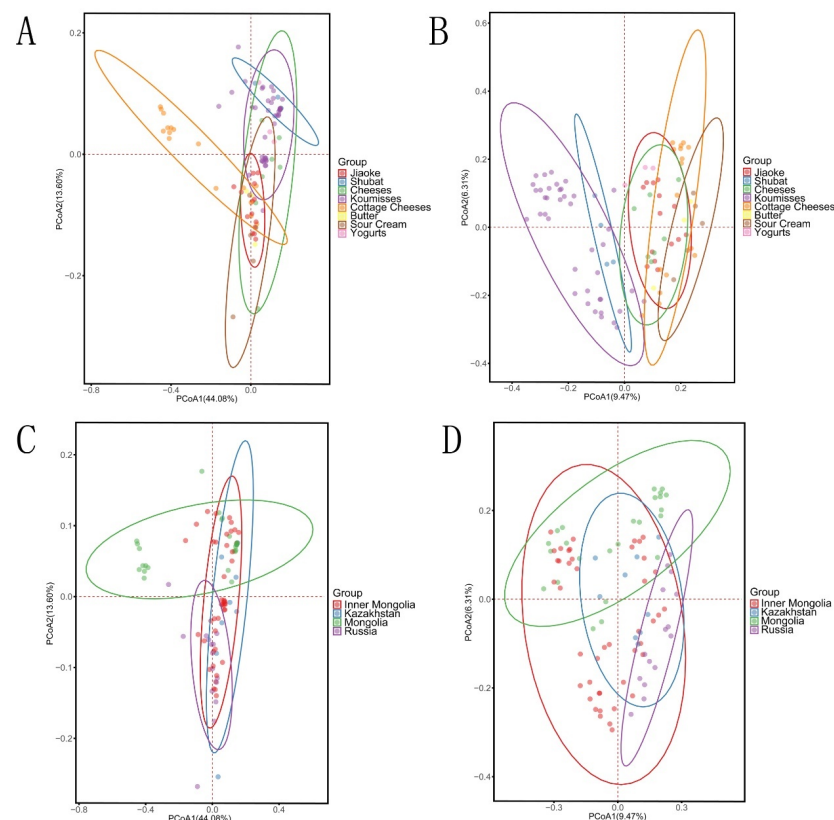 A
0.2
0.0
−0.2
−0.8
−0.4
0.0
PCoA1(44.08%)
PCoA2(13.60%)
Group
Jiaoke
Shubat
Cheeses
Koumisses
Cottage Cheeses
Butter
Sour Cream
Yogurts
B
0.6
0.4
0.2
0.0
−0.2
−0.4
−0.4
−0.2
0.0
0.2
PCoA1(9.47%)
PCoA2(6.31%)
Group
Jiaoke
Shubat
Cheeses
Koumisses
Cottage Cheeses
Butter
Sour Cream
Yogurts
C
0.2
0.1
0.0
−0.1
−0.2
−0.8
−0.4
0.0
0.4
PCoA1(44.08%)
PCoA2(13.60%)
Group
Inner Mongolia
Kazakhstan
Mongolia
Russia
D
0.2
0.0
−0.2
−0.4
−0.3
0.0
0.3
PCoA1(9.47%)
PCoA2(6.31%)
Group
Inner Mongolia
Kazakhstan
Mongolia
Russia